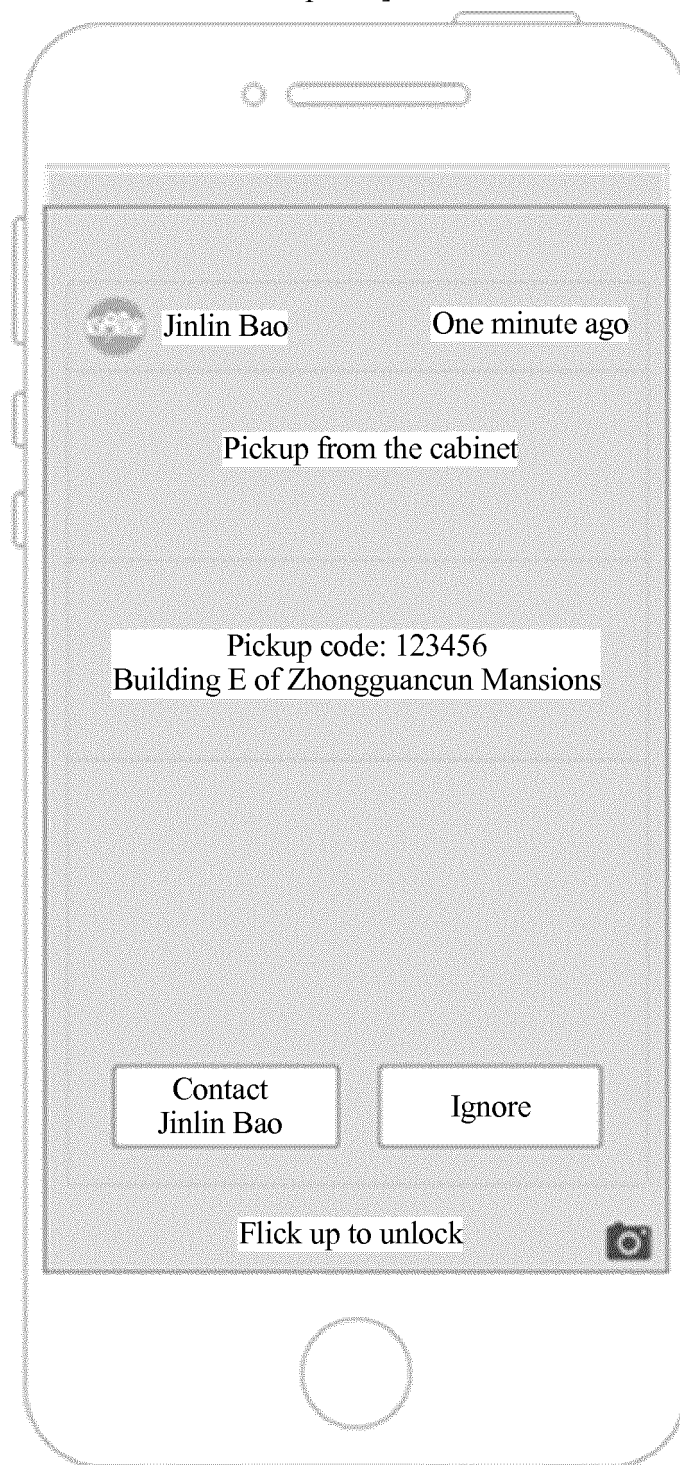 Jinlin Bao
One minute ago
Pickup from the cabinet
Pickup code: 123456
Building E of Zhongguancun Mansions
Contact
Jinlin Bao
Ignore
Flick up to unlock